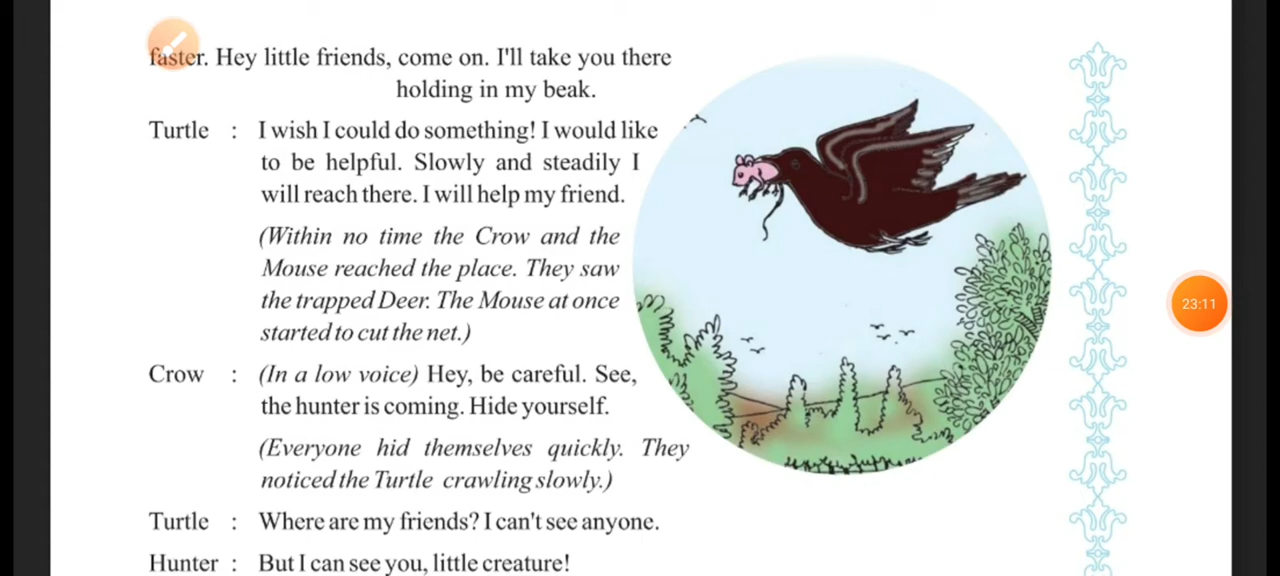 faster. Hey little friends, come on. I'll take you there
holding in my beak.
Turtle : I wish I could do something! I would like
to be helpful. Slowly and steadily I
will reach there. I will help my friend.
(Within no time the Crow and the
Mouse reached the place. They saw
the trapped Deer. The Mouse at once
started to cut the net.)
Crow : (In a low voice) Hey, be careful. See,
the hunter is coming. Hide yourself.
(Everyone hid themselves quickly. They
noticed the Turtle crawling slowly.)
Turtle : Where are my friends? I can't see anyone.
Hunter : But I can see you, little creature!
23:11